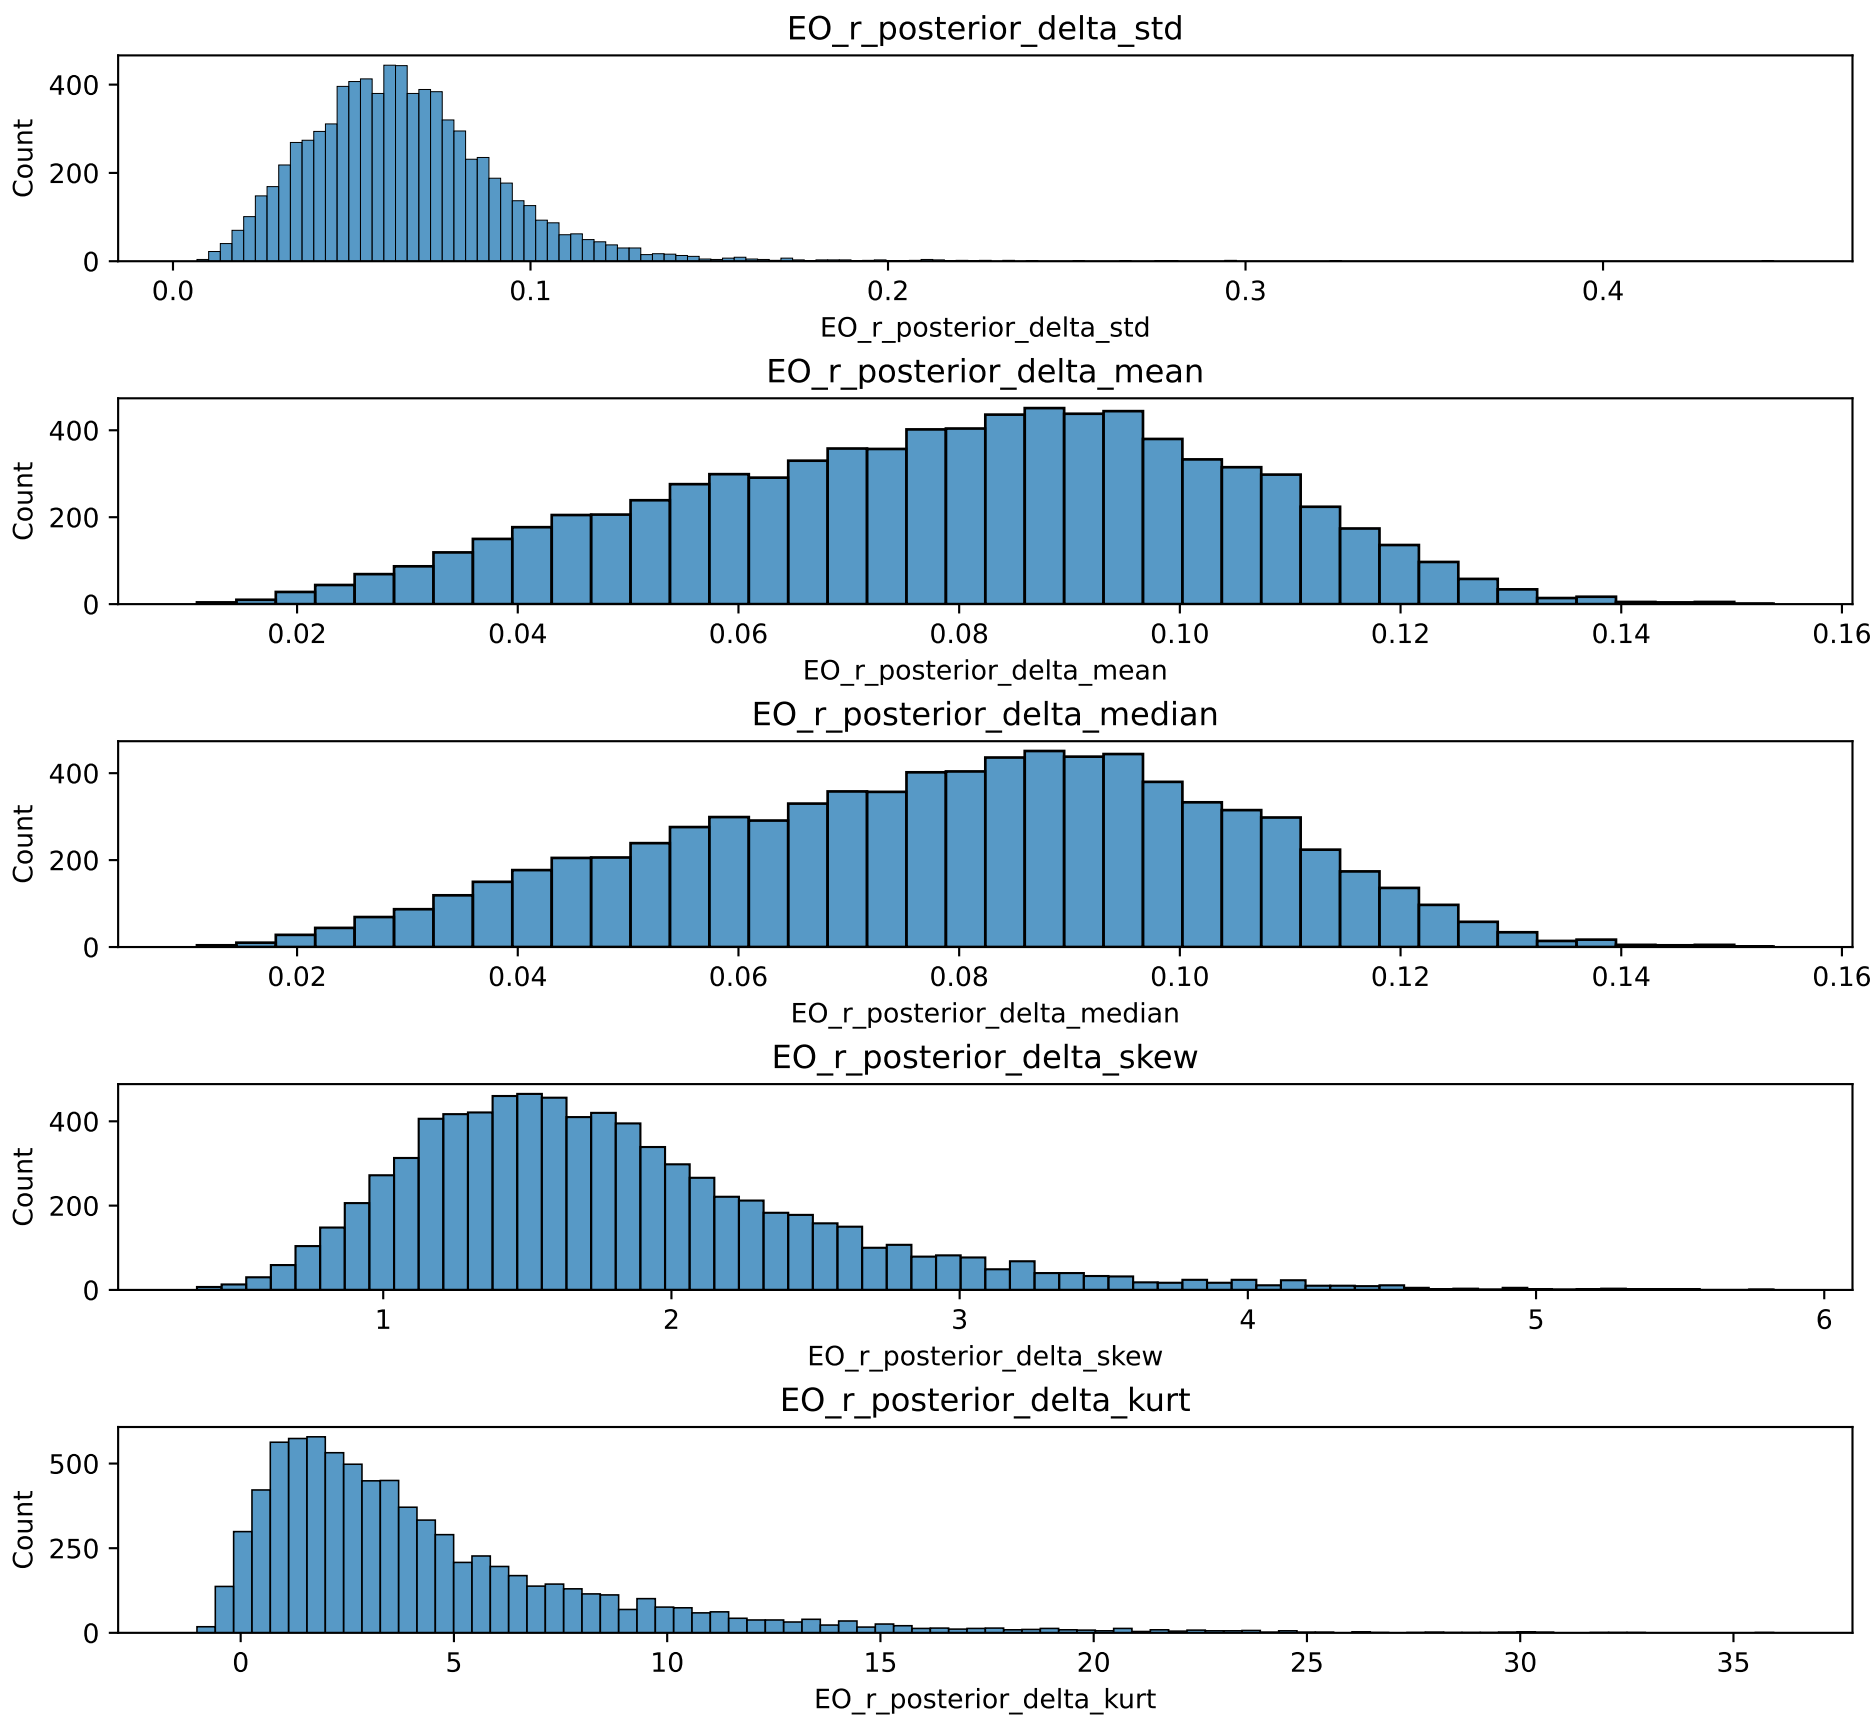 EO_r_posterior_delta_std
Count
400
200
0
0.0 0.1 0.2 0.3 0.4
EO_r_posterior_delta_std
EO_r_posterior_delta_mean
Count
400
200
0
0.02 0.04 0.06 0.08 0.10 0.12 0.14 0.16
EO_r_posterior_delta_mean
EO_r_posterior_delta_median
Count
400
200
0
0.02 0.04 0.06 0.08 0.10 0.12 0.14 0.16
EO_r_posterior_delta_median
EO_r_posterior_delta_skew
Count
400
200
0
1 2 3 4 5 6
EO_r_posterior_delta_skew
EO_r_posterior_delta_kurt
Count
500
250
0
0 5 10 15 20 25 30 35
EO_r_posterior_delta_kurt